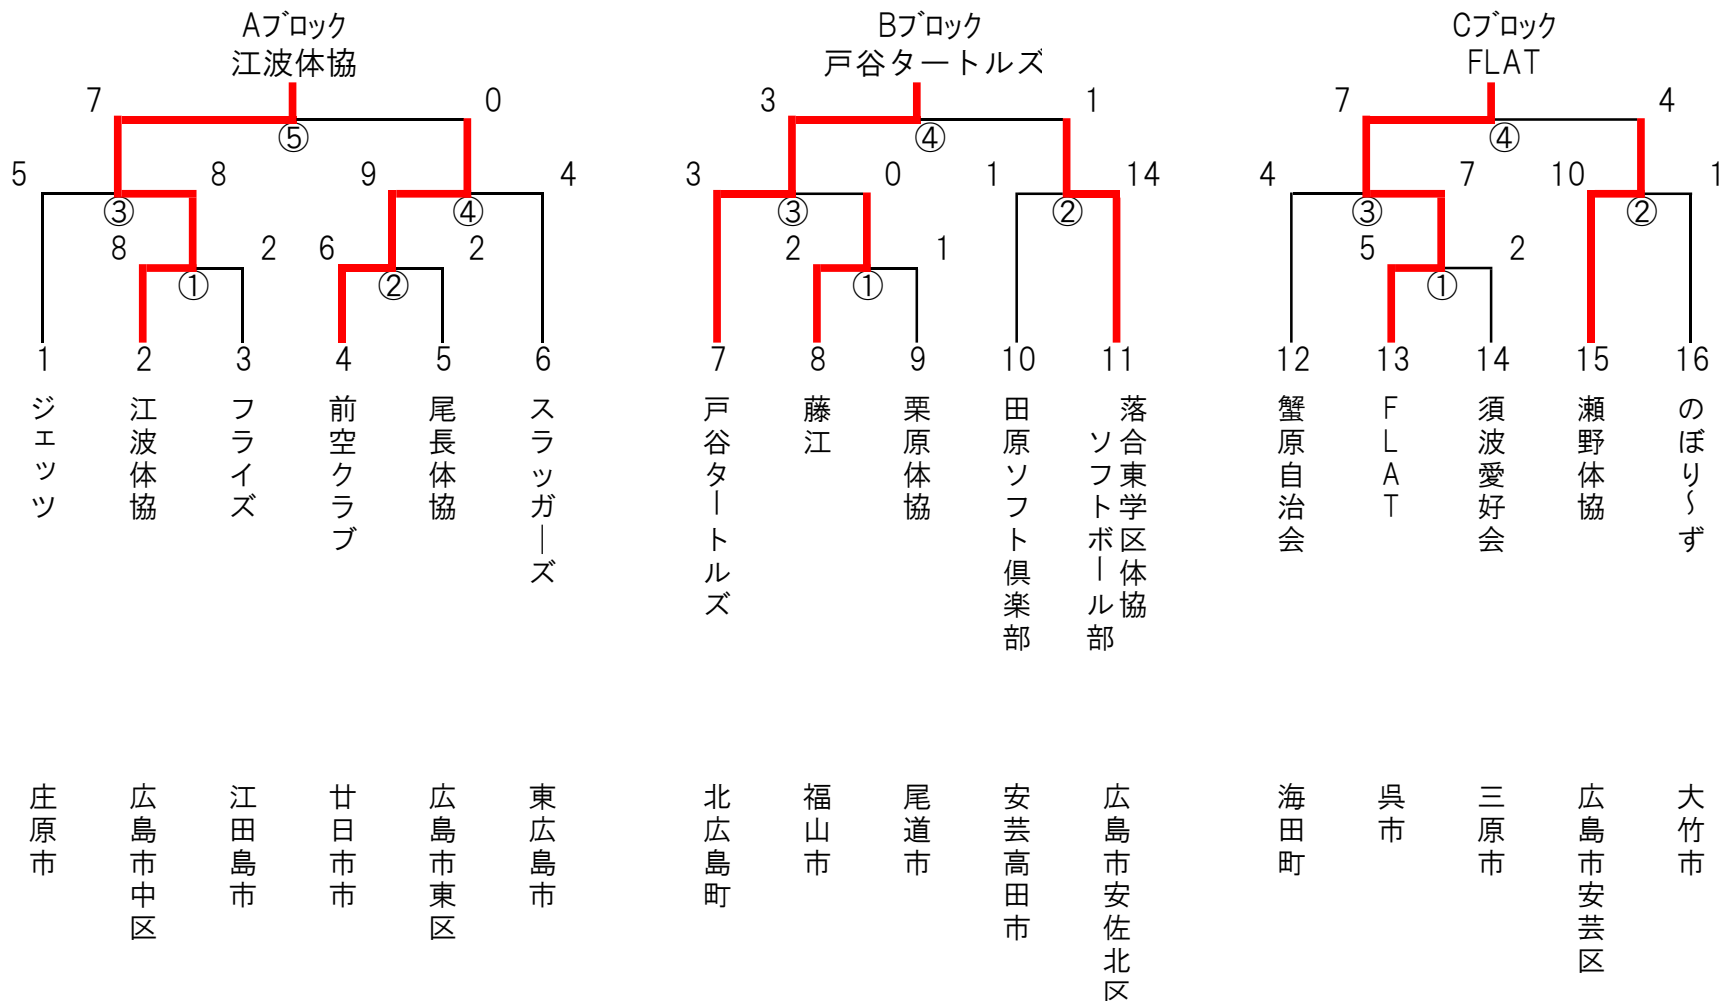 Aブロック
江波体協
7
0
⑤
5
8
9
4
③
④
8
2
6
2
①
②
1
2
3
4
5
6
ジェッツ
江波体協
フライズ
前空クラブ
尾長体協
スラッガーズ
庄原市
広島市中区
江田島市
廿日市市
広島市東区
東広島市
Bブロック
戸谷タートルズ
3
1
④
3
0
1
14
③
②
2
1
①
7
8
9
10
11
戸谷タートルズ
藤江
栗原体協
田原ソフト倶楽部
落合東学区体協
ソフトボール部
北広島町
福山市
尾道市
安芸高田市
広島市安佐北区
Cブロック
FLAT
7
4
④
4
7
10
1
③
②
5
2
①
12
13
14
15
16
蟹原自治会
FLAT
須波愛好会
瀬野体協
のぼり～ず
海田町
呉市
三原市
広島市安芸区
大竹市